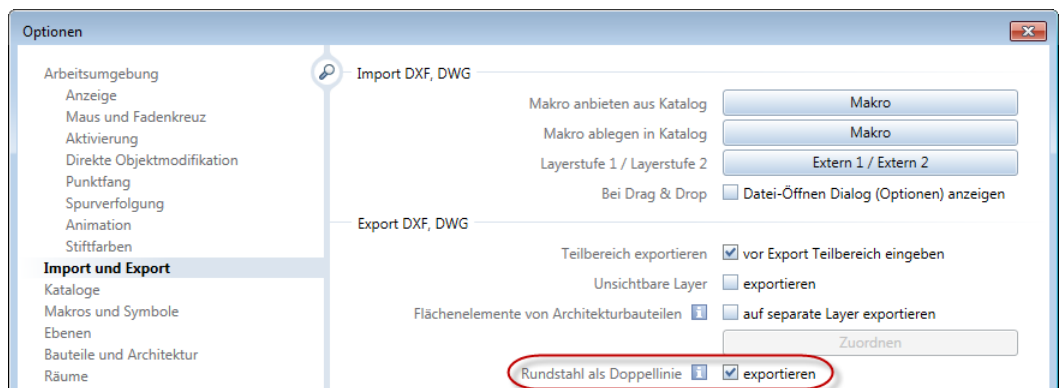 Optionen
Arbeitsumgebung
Anzeige
Maus und Fadenkreuz
Aktivierung
Direkte Objektmodifikation
Punktfang
Spurverfolgung
Animation
Stiftfarben
Import und Export
Kataloge
Makros und Symbole
Ebenen
Bauteile und Architektur
Räume
Import DXF, DWG
Makro anbieten aus Katalog Makro
Makro ablegen in Katalog Makro
Layerstufe 1 / Layerstufe 2 Extern 1 / Extern 2
Bei Drag & Drop Datei-Öffnen Dialog (Optionen) anzeigen
Export DXF, DWG
Teilbereich exportieren vor Export Teilbereich eingeben
Unsichtbare Layer exportieren
Flächenelemente von Architekturbauteilen auf separate Layer exportieren
Zuordnen
Rundstahl als Doppellinie exportieren